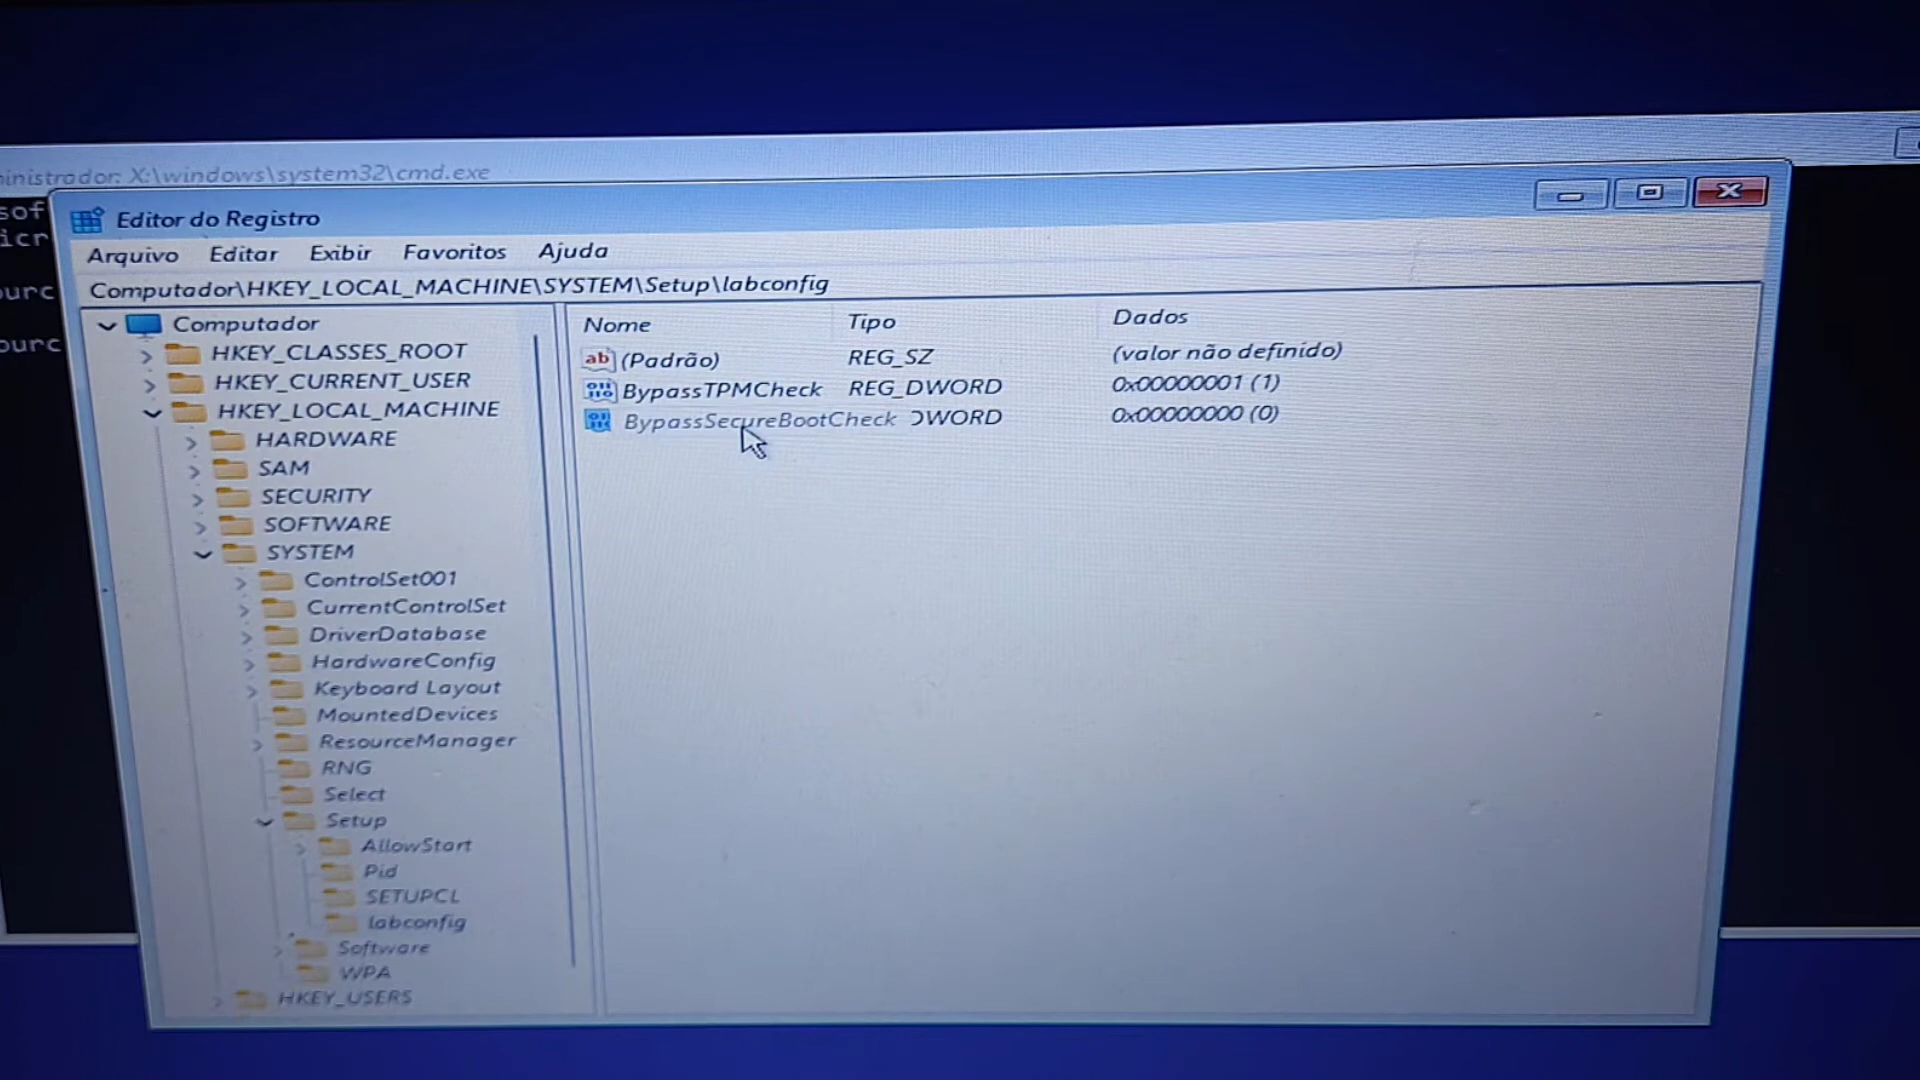 ministrador: X:\windows\system32\cmd.exe
sof
icr
ourc
ourc
Editor do Registro
Arquivo Editar Exibir Favoritos Ajuda
Computador\HKEY_LOCAL_MACHINE\SYSTEM\Setup\labconfig
Computador
HKEY_CLASSES_ROOT
HKEY_CURRENT_USER
HKEY_LOCAL_MACHINE
HARDWARE
SAM
SECURITY
SOFTWARE
SYSTEM
ControlSet001
CurrentControlSet
DriverDatabase
HardwareConfig
Keyboard Layout
MountedDevices
ResourceManager
RNG
Select
Setup
AllowStart
Pid
SETUPCL
labconfig
Software
WPA
HKEY_USERS
Nome Tipo Dados
(Padrão) REG_SZ (valor não definido)
BypassTPMCheck REG_DWORD 0x00000001 (1)
BypassSecureBootCheck DWORD 0x00000000 (0)